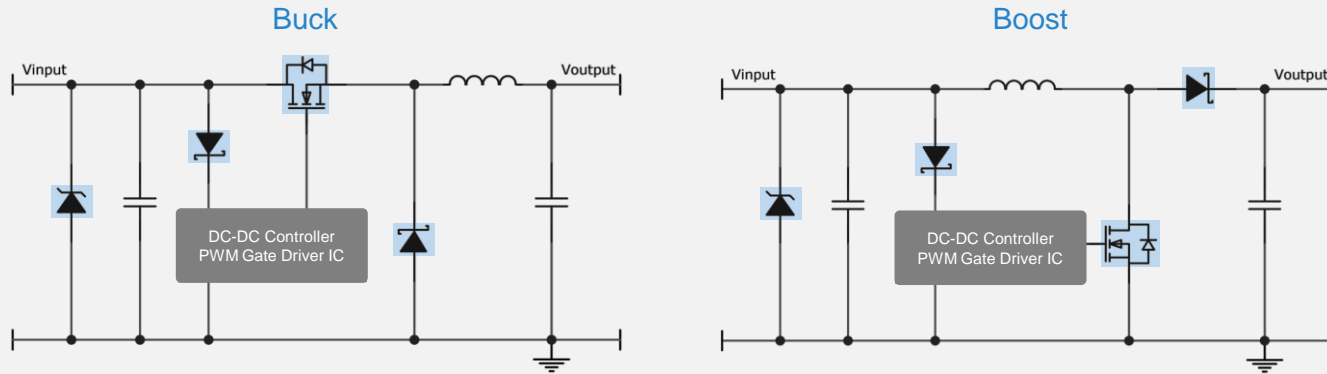 Buck
Vinput
Voutput
DC-DC Controller
PWM Gate Driver IC
Boost
Vinput
Voutput
DC-DC Controller
PWM Gate Driver IC